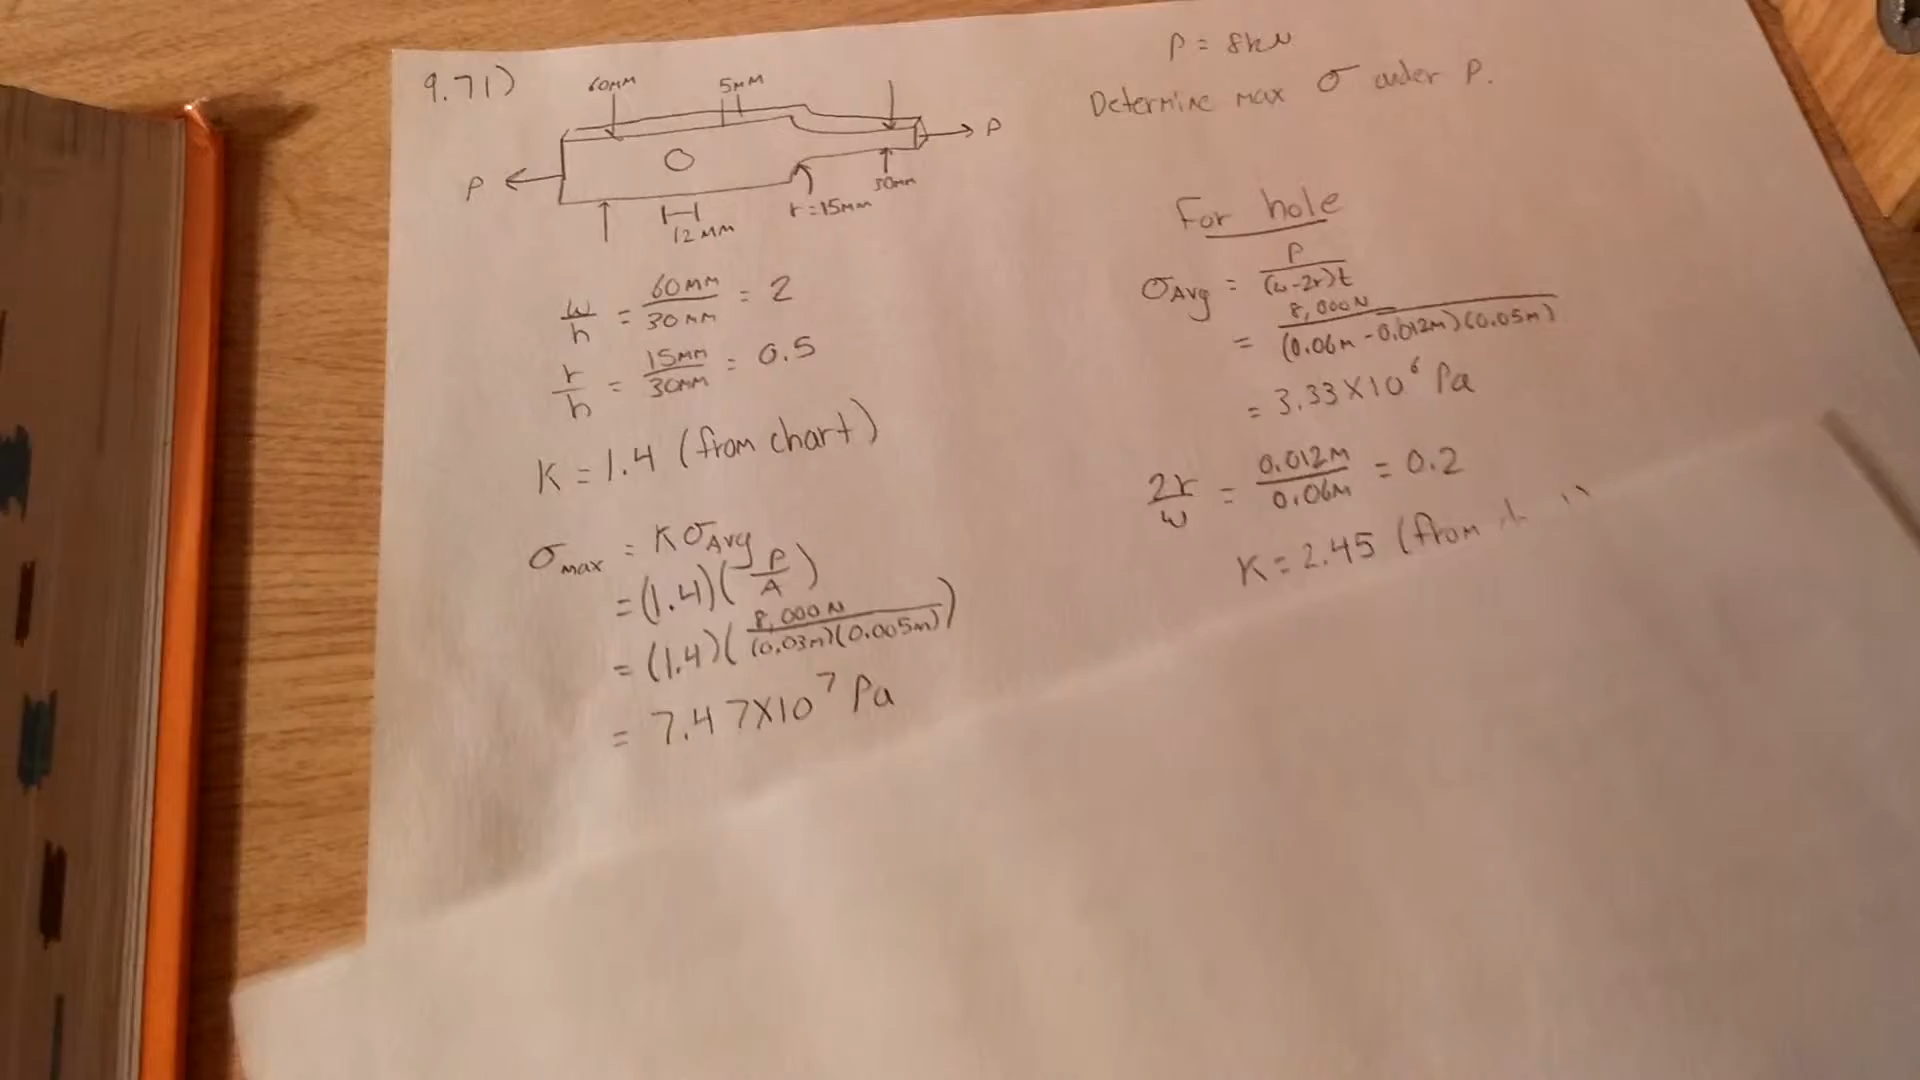 9.71)
60mm
5mm
P
P
r=15mm
30mm
12mm
w/h = 60mm/30mm = 2
r/h = 15mm/30mm = 0.5
K = 1.4 (from chart)
σmax = KσAvg
= (1.4)(P/A)
= (1.4)(8,000N/(0.03m)(0.005m))
= 7.47X10^7 Pa
P = 8kN
Determine max σ under P.
For hole
σAvg = P/(w-2r)t
= 8,000N/(0.06m-0.012m)(0.05m)
= 3.33X10^6 Pa
2r/w = 0.012m/0.06m = 0.2
K = 2.45 (from